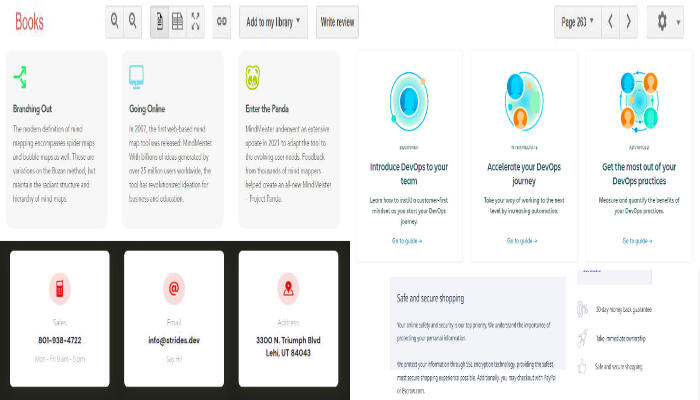 Books
Add to my library
Write review
Page 263
Branching Out
The modern definition of mind
mapping encompasses spider maps
and bubble maps as well. These are
variations on the Buzan method, but
maintain the radiant structure and
hierarchy of mind maps.
Going Online
In 2007, the first web-based mind
map tool was released: MindMeister.
With billions of ideas generated by
over 25 million users worldwide, the
tool has revolutionized ideation for
business and education.
Enter the Panda
MindMeister underwent an extensive
update in 2021 to adapt the tool to
the evolving user needs. Feedback
from thousands of mind mappers
helped create an all-new MindMeister
- Project Panda.
BEGINNER
Introduce DevOps to your
team
Learn how to instill a customer-first
mindset as you start your DevOps
journey.
Go to guide →
INTERMEDIATE
Accelerate your DevOps
journey
Take your way of working to the next
level by increasing automation.
Go to guide →
ADVANCED
Get the most out of your
DevOps practices
Measure and quantify the benefits of
your DevOps practices.
Go to guide →
Sales
801-938-4722
Mon - Fri 9 am - 5 pm
Email
info@strides.dev
Say Hi!
Address
3300 N. Triumph Blvd
Lehi, UT 84043
Safe and secure shopping
Your online safety and security is our top priority. We understand the importance of
protecting your personal information.
We protect your information through SSL encryption technology, providing the safest,
most secure shopping experience possible. Additionally, you may checkout with PayPal
or Escrow.com.
30-day money back guarantee
Take immediate ownership
Safe and secure shopping